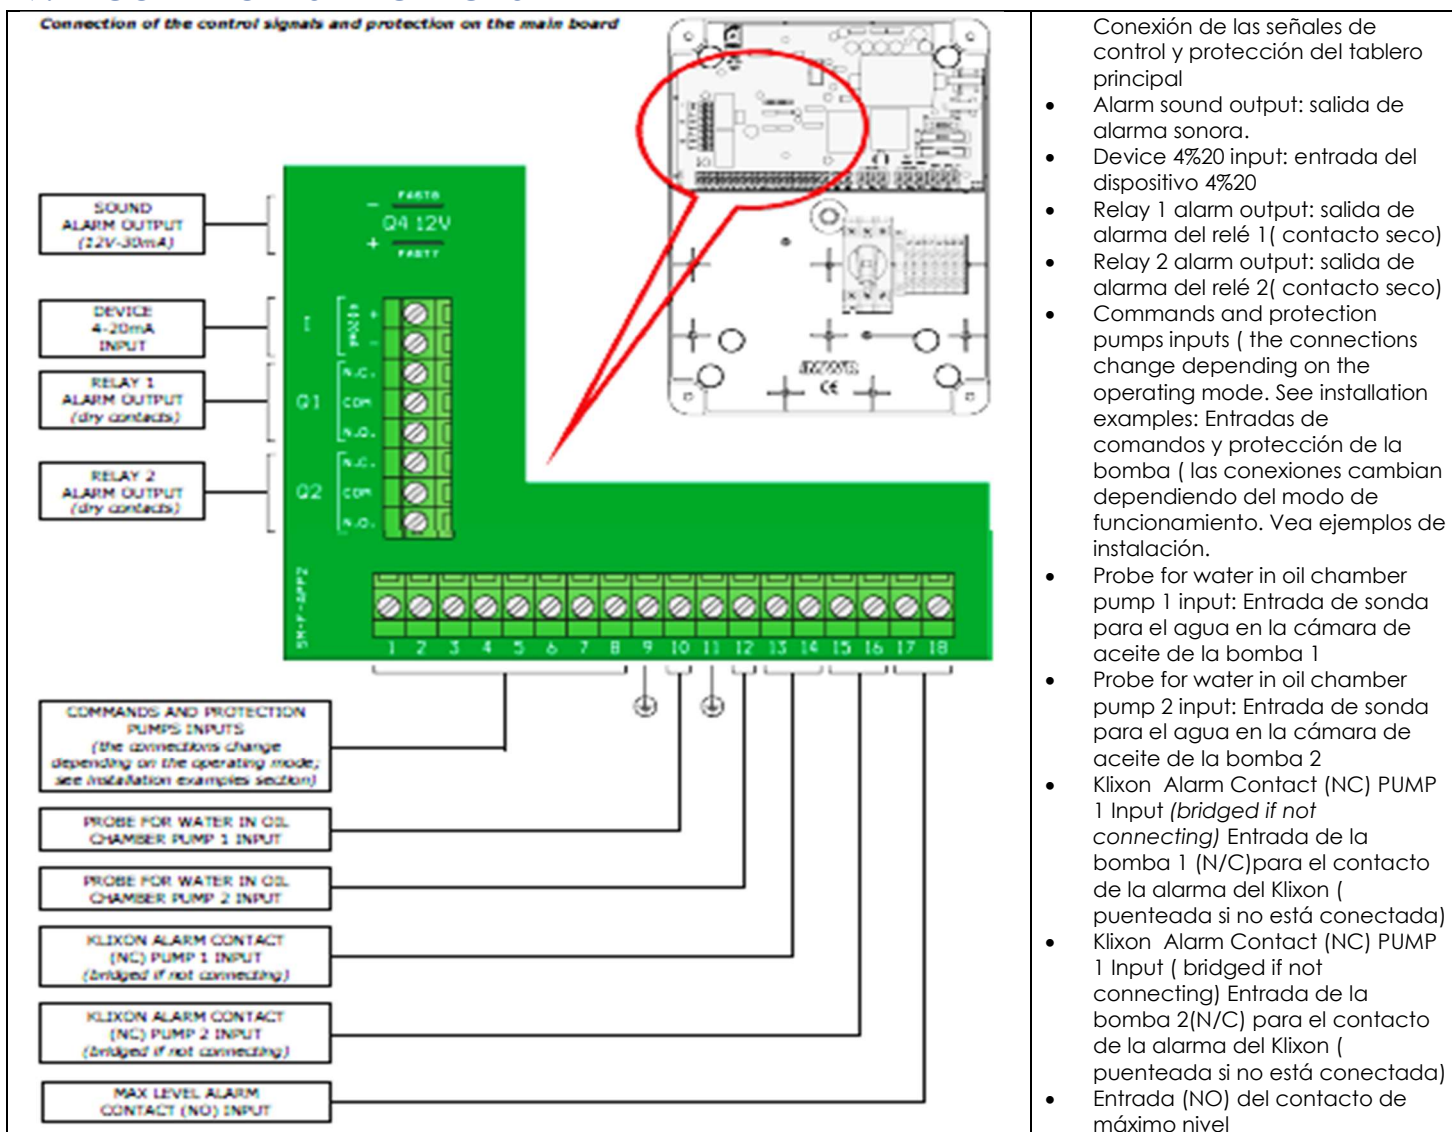 Connection of the control signals and protection on the main board
SOUND
ALARM OUTPUT
(12V-30mA)
DEVICE
4-20mA
INPUT
RELAY 1
ALARM OUTPUT
(dry contacts)
RELAY 2
ALARM OUTPUT
(dry contacts)
FAST6
- Q4 12V
+
FAST7
I
4-20mA
+
-
Q1
N.C.
COM
N.O.
Q2
N.C.
COM
N.O.
SM-F-APP2
1 2 3 4 5 6 7 8 9 10 11 12 13 14 15 16 17 18
CE
COMMANDS AND PROTECTION
PUMPS INPUTS
(the connections change
depending on the operating mode;
see installation examples section)
PROBE FOR WATER IN OIL
CHAMBER PUMP 1 INPUT
PROBE FOR WATER IN OIL
CHAMBER PUMP 2 INPUT
KLIXON ALARM CONTACT
(NC) PUMP 1 INPUT
(bridged if not connecting)
KLIXON ALARM CONTACT
(NC) PUMP 2 INPUT
(bridged if not connecting)
MAX LEVEL ALARM
CONTACT (NO) INPUT
Conexión de las señales de
control y protección del tablero
principal
• Alarm sound output: salida de
alarma sonora.
• Device 4%20 input: entrada del
dispositivo 4%20
• Relay 1 alarm output: salida de
alarma del relé 1( contacto seco)
• Relay 2 alarm output: salida de
alarma del relé 2( contacto seco)
• Commands and protection
pumps inputs ( the connections
change depending on the
operating mode. See installation
examples: Entradas de
comandos y protección de la
bomba ( las conexiones cambian
dependiendo del modo de
funcionamiento. Vea ejemplos de
instalación.
• Probe for water in oil chamber
pump 1 input: Entrada de sonda
para el agua en la cámara de
aceite de la bomba 1
• Probe for water in oil chamber
pump 2 input: Entrada de sonda
para el agua en la cámara de
aceite de la bomba 2
• Klixon Alarm Contact (NC) PUMP
1 Input (bridged if not
connecting) Entrada de la
bomba 1 (N/C)para el contacto
de la alarma del Klixon (
puenteada si no está conectada)
• Klixon Alarm Contact (NC) PUMP
1 Input ( bridged if not
connecting) Entrada de la
bomba 2(N/C) para el contacto
de la alarma del Klixon (
puenteada si no está conectada)
• Entrada (NO) del contacto de
máximo nivel